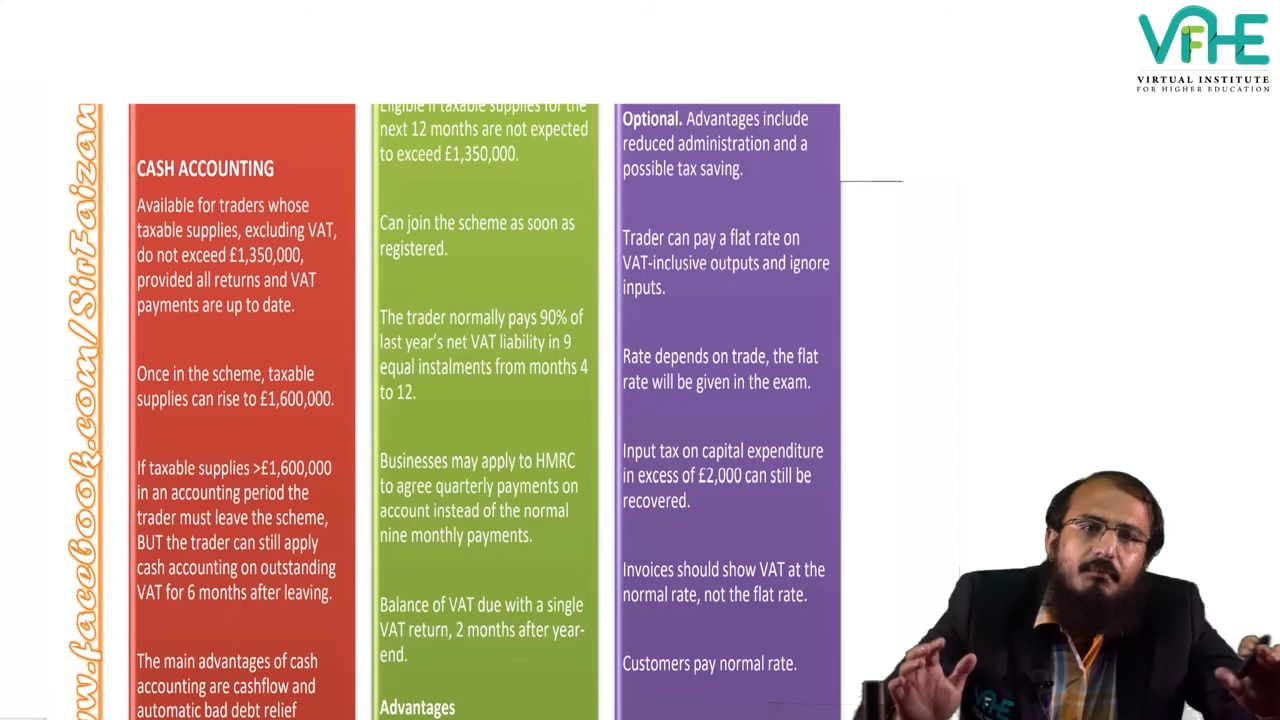 VIFHE
VIRTUAL INSTITUTE
FOR HIGHER EDUCATION
ww.facebook.com/SirFaizan
CASH ACCOUNTING
Available for traders whose
taxable supplies, excluding VAT,
do not exceed £1,350,000,
provided all returns and VAT
payments are up to date.
Once in the scheme, taxable
supplies can rise to £1,600,000.
If taxable supplies >£1,600,000
in an accounting period the
trader must leave the scheme,
BUT the trader can still apply
cash accounting on outstanding
VAT for 6 months after leaving.
The main advantages of cash
accounting are cashflow and
automatic bad debt relief
Eligible if taxable supplies for the
next 12 months are not expected
to exceed £1,350,000.
Can join the scheme as soon as
registered.
The trader normally pays 90% of
last year's net VAT liability in 9
equal instalments from months 4
to 12.
Businesses may apply to HMRC
to agree quarterly payments on
account instead of the normal
nine monthly payments.
Balance of VAT due with a single
VAT return, 2 months after year-
end.
Advantages
Optional. Advantages include
reduced administration and a
possible tax saving.
Trader can pay a flat rate on
VAT-inclusive outputs and ignore
inputs.
Rate depends on trade, the flat
rate will be given in the exam.
Input tax on capital expenditure
in excess of £2,000 can still be
recovered.
Invoices should show VAT at the
normal rate, not the flat rate.
Customers pay normal rate.